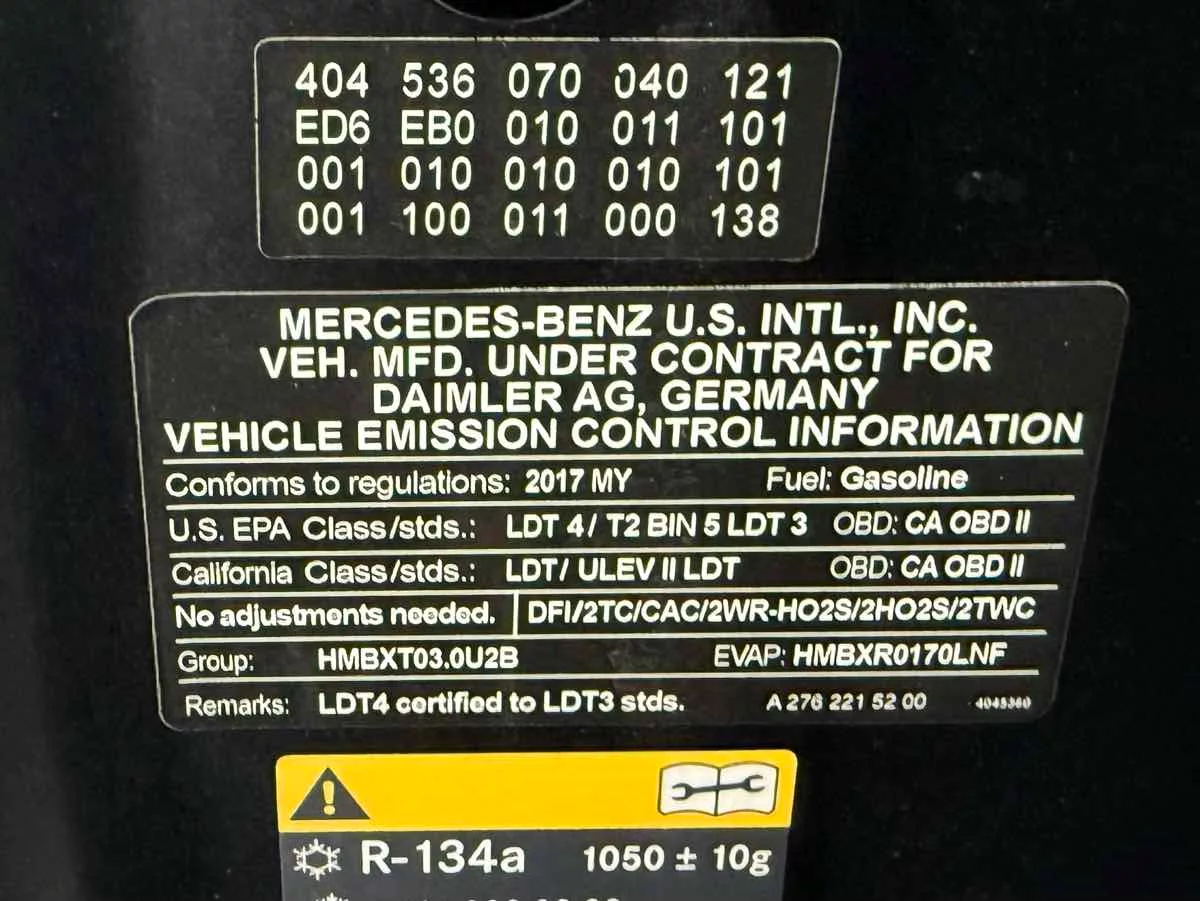 404 536 070 040 121
ED6 EB0 010 011 101
001 010 010 010 101
001 100 011 000 138
MERCEDES-BENZ U.S. INTL., INC.
VEH. MFD. UNDER CONTRACT FOR
DAIMLER AG, GERMANY
VEHICLE EMISSION CONTROL INFORMATION
Conforms to regulations: 2017 MY Fuel: Gasoline
U.S. EPA Class/stds.: LDT 4/ T2 BIN 5 LDT 3 OBD: CA OBD II
California Class/stds.: LDT/ ULEV II LDT OBD: CA OBD II
No adjustments needed. DFI/2TC/CAC/2WR-HO2S/2HO2S/2TWC
Group: HMBXT03.0U2B EVAP: HMBXR0170LNF
Remarks: LDT4 certified to LDT3 stds. A 276 221 52 00
R-134a 1050 ± 10g